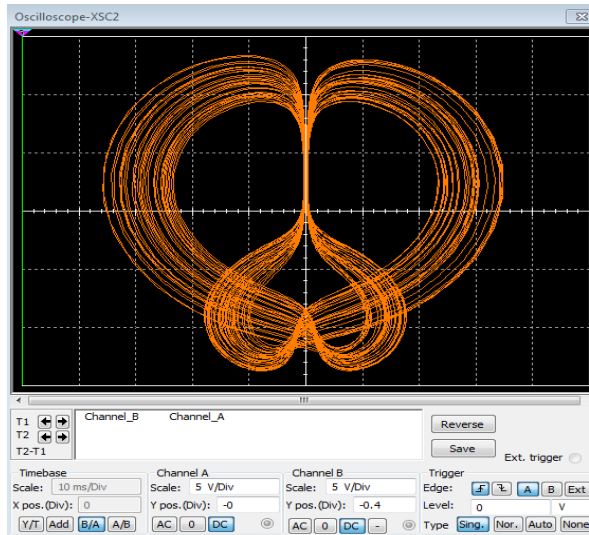 Oscilloscope-XSC2
T1
T2
T2-T1
Channel_B Channel_A
Reverse
Save
Ext. trigger
Timebase
Scale: 10 ms/Div
X pos.(Div): 0
Y/T Add B/A A/B
Channel A
Scale: 5 V/Div
Y pos.(Div): -0
AC 0 DC
Channel B
Scale: 5 V/Div
Y pos.(Div): -0.4
AC 0 DC -
Trigger
Edge: A B Ext
Level: 0 V
Type Sing. Nor. Auto None